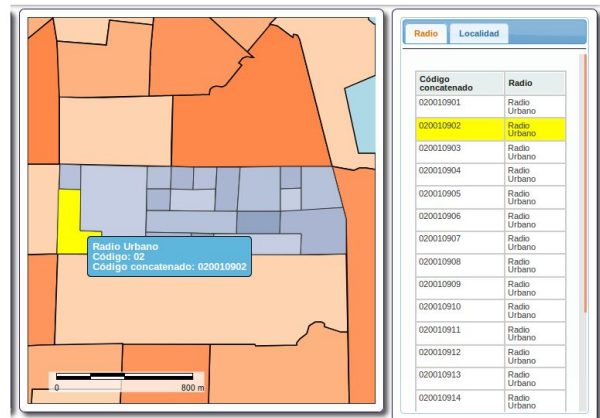 Radio Urbano
Código: 02
Código concatenado: 020010902
0 800 m
Radio Localidad
Código concatenado Radio
020010901 Radio Urbano
020010902 Radio Urbano
020010903 Radio Urbano
020010904 Radio Urbano
020010905 Radio Urbano
020010906 Radio Urbano
020010907 Radio Urbano
020010908 Radio Urbano
020010909 Radio Urbano
020010910 Radio Urbano
020010911 Radio Urbano
020010912 Radio Urbano
020010913 Radio Urbano
020010914 Radio Urbano